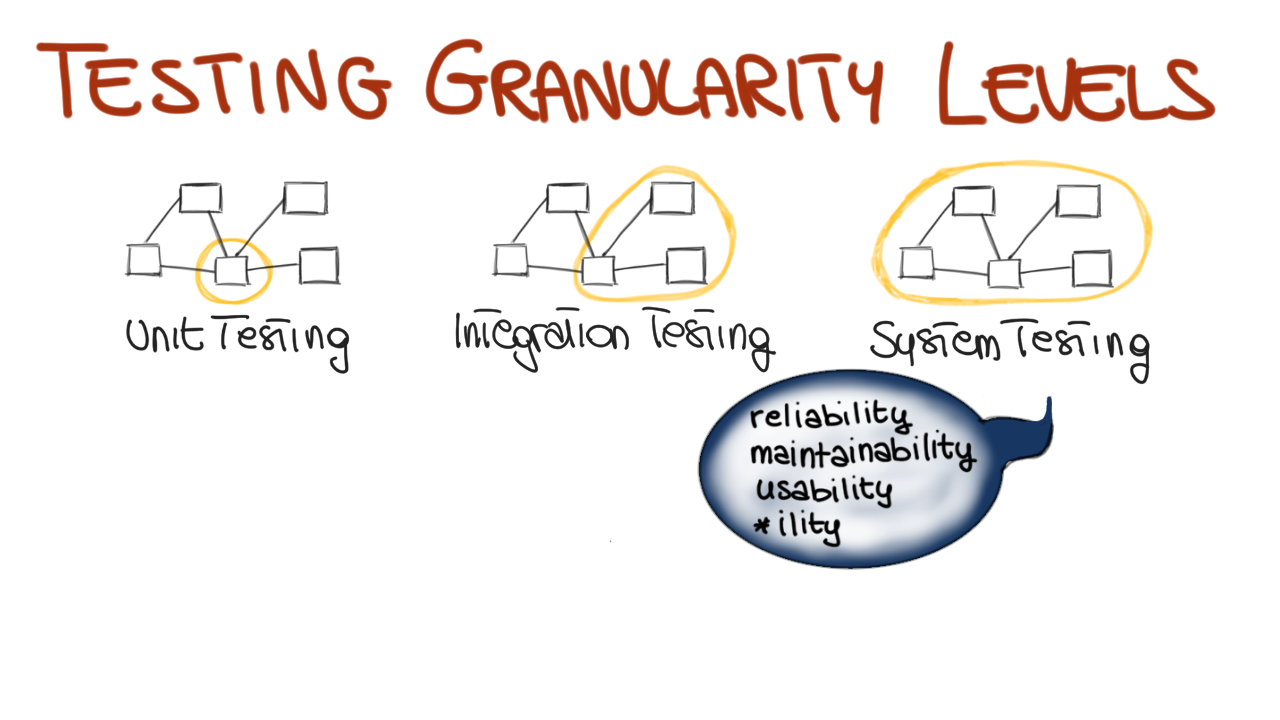 TESTING GRANULARITY LEVELS
Unit Testing
Integration Testing
System Testing
reliability
maintainability
usability
*ility